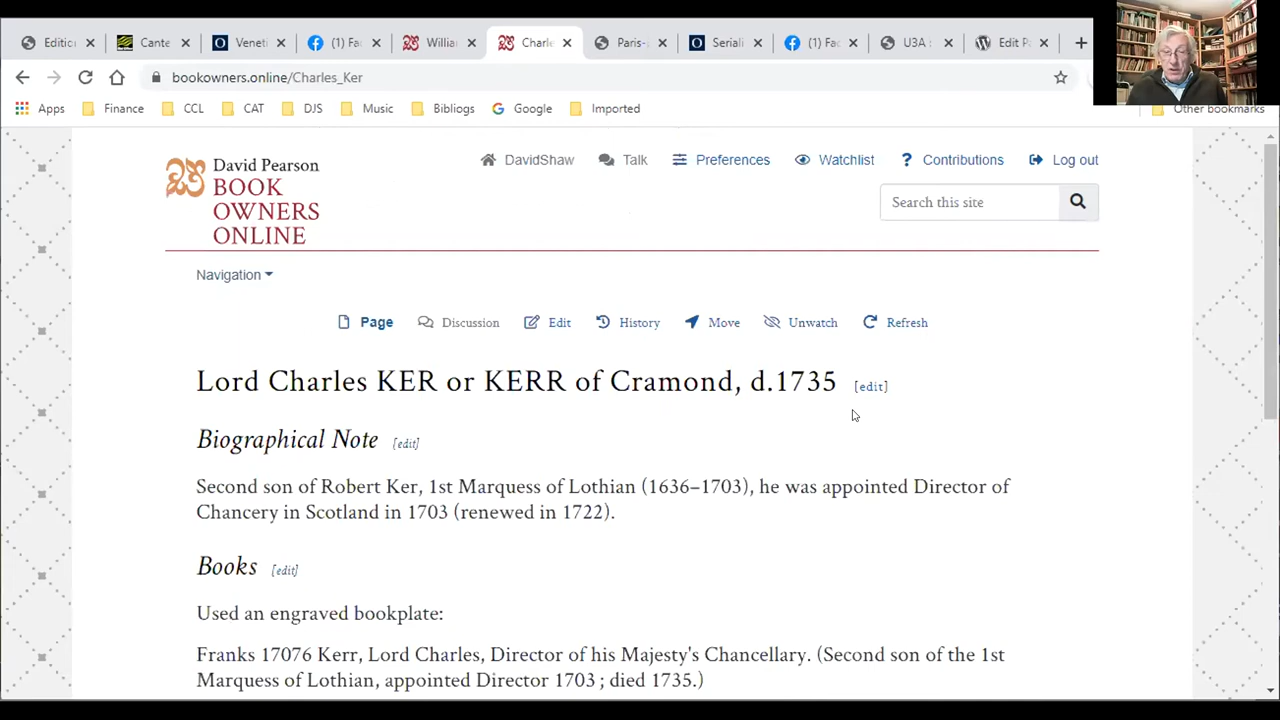 Editio
Cante
Veneti
(1) Fa
Willia
Charle
Paris-
Seriali
(1) Fac
U3A :
Edit P
bookowners.online/Charles_Ker
Apps Finance CCL CAT DJS Music Bibliogs Google Imported Other bookmarks
DavidShaw Talk Preferences Watchlist Contributions Log out
David Pearson
BOOK
OWNERS
ONLINE
Search this site
Navigation
Page Discussion Edit History Move Unwatch Refresh
Lord Charles KER or KERR of Cramond, d.1735 [edit]
Biographical Note [edit]
Second son of Robert Ker, 1st Marquess of Lothian (1636–1703), he was appointed Director of
Chancery in Scotland in 1703 (renewed in 1722).
Books [edit]
Used an engraved bookplate:
Franks 17076 Kerr, Lord Charles, Director of his Majesty's Chancellary. (Second son of the 1st
Marquess of Lothian, appointed Director 1703 ; died 1735.)